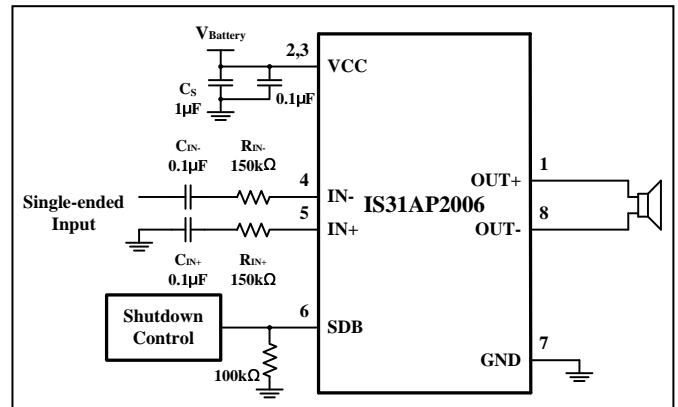 VBattery
2,3
VCC
CS
1µF
0.1µF
CIN-
0.1µF
RIN-
150kΩ
4
IN-
Single-ended
Input
5
IN+
CIN+
0.1µF
RIN+
150kΩ
IS31AP2006
OUT+
1
OUT-
8
Shutdown
Control
6
SDB
100kΩ
7
GND